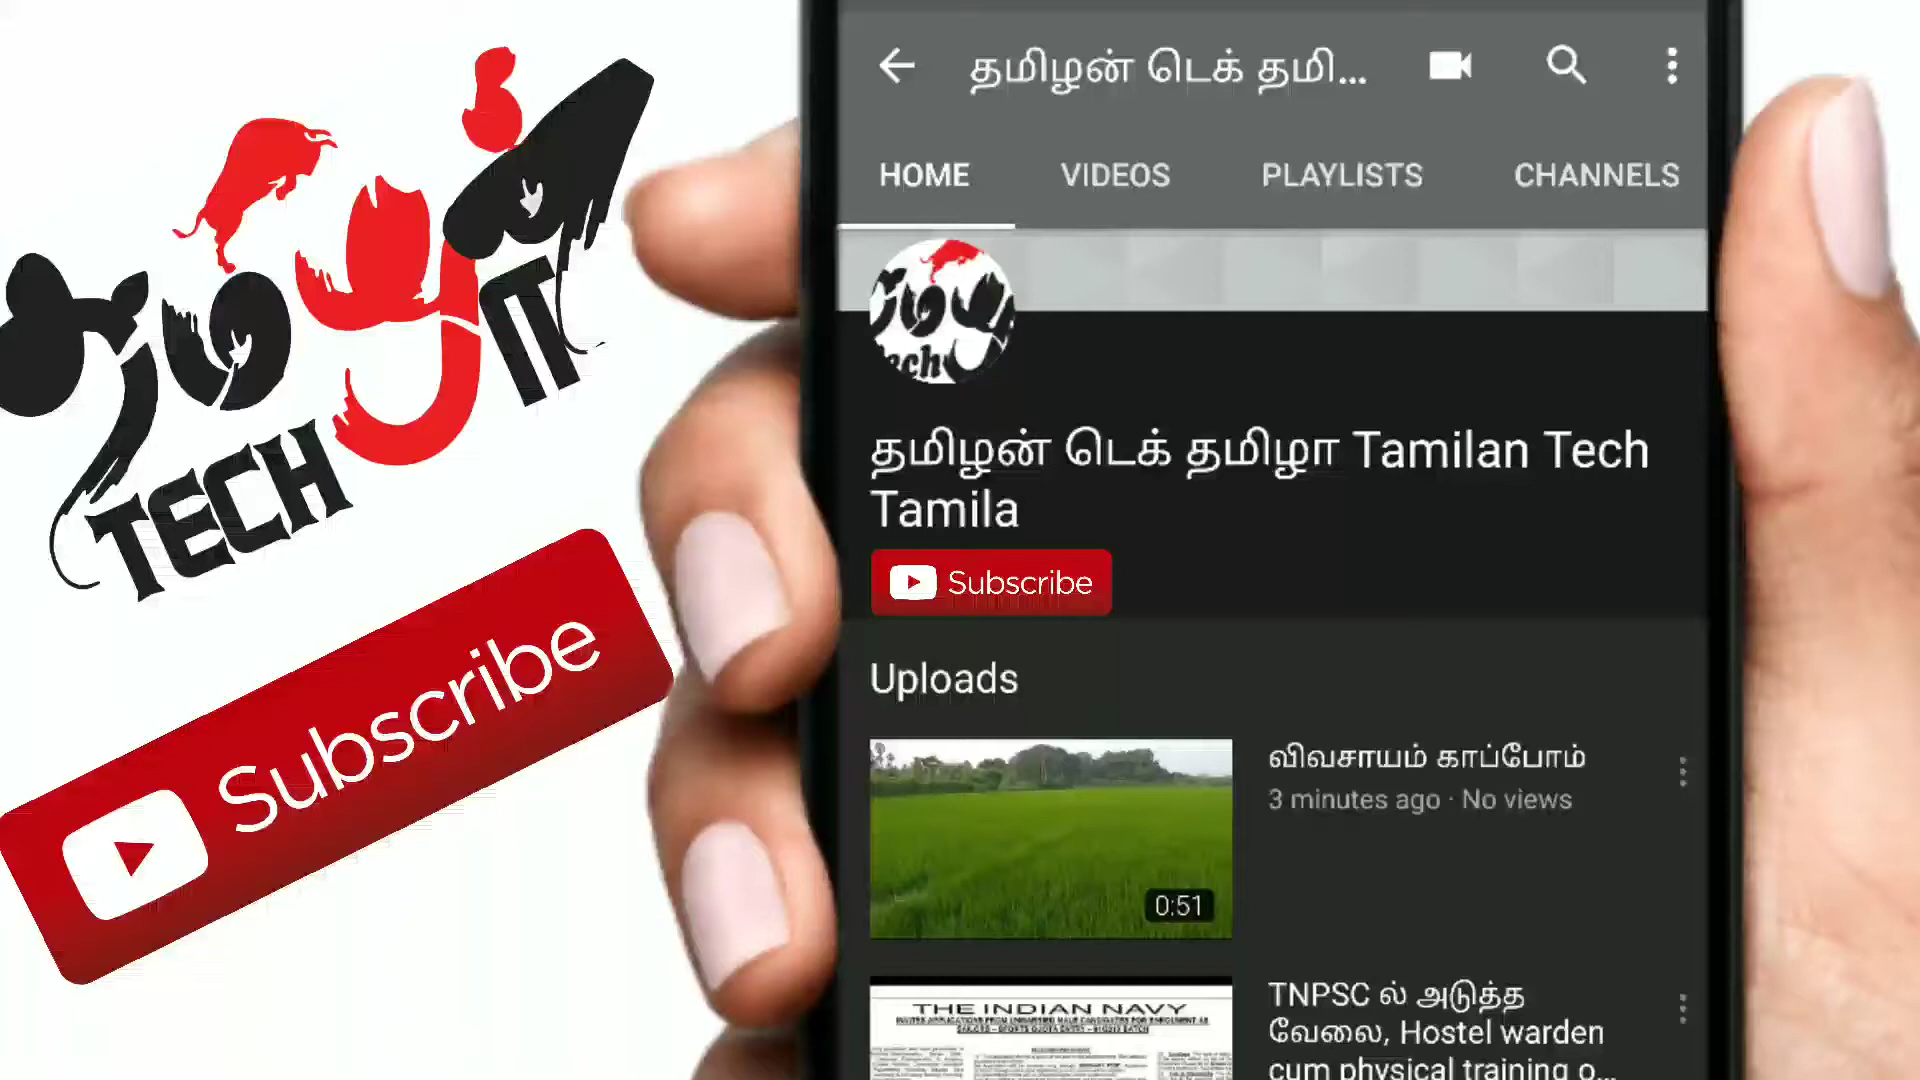 தமிழா
TECH
Subscribe
தமிழன் டெக் தமி...
HOME VIDEOS PLAYLISTS CHANNELS
தமிழன் டெக் தமிழா Tamilan Tech
Tamila
Subscribe
Uploads
விவசாயம் காப்போம்
3 minutes ago · No views
0:51
THE INDIAN NAVY
TNPSC ல் அடுத்த
வேலை, Hostel warden
cum physical training o...